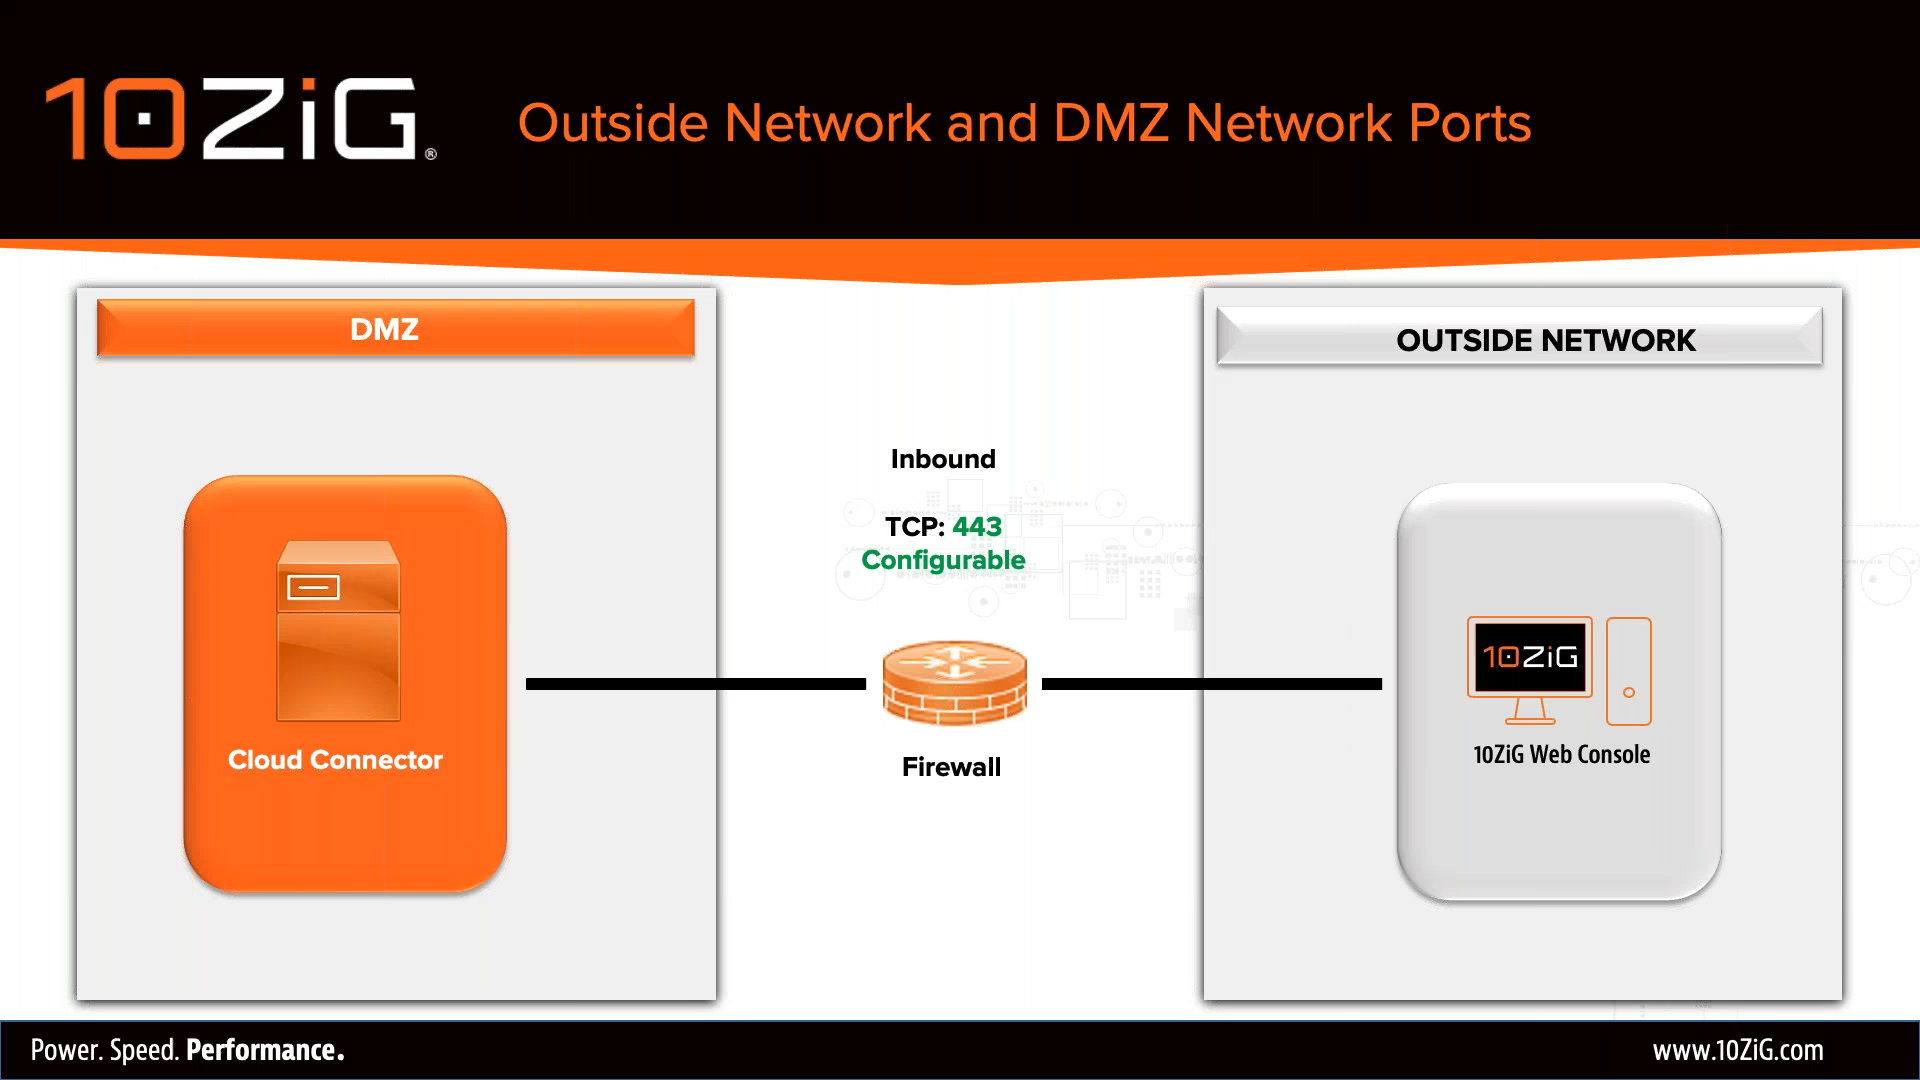 10ZiG®
Outside Network and DMZ Network Ports
DMZ
OUTSIDE NETWORK
Inbound
TCP: 443
Configurable
10ZiG
Cloud Connector
Firewall
10ZiG Web Console
Power. Speed. Performance.
www.10ZiG.com